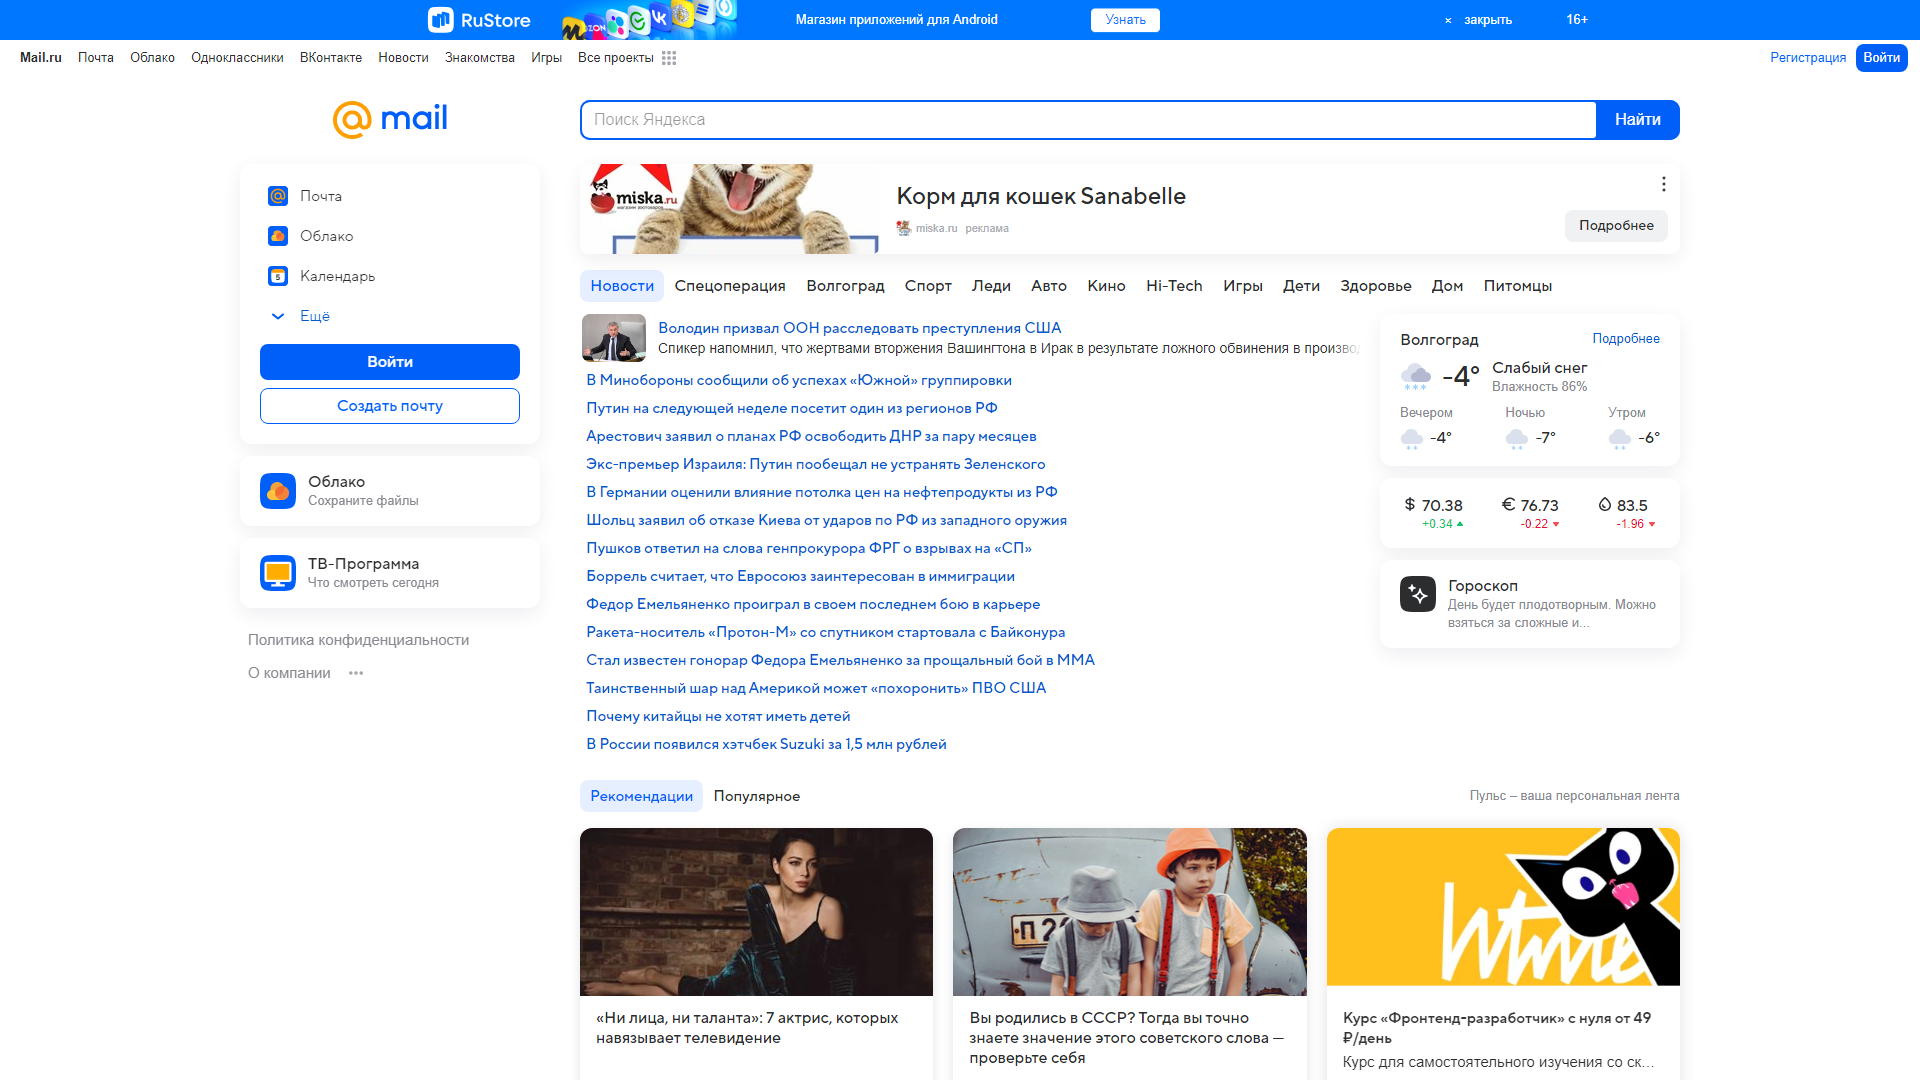 RuStore
Магазин приложений для Android
Узнать
× закрыть
16+
Mail.ru Почта Облако Одноклассники ВКонтакте Новости Знакомства Игры Все проекты
Регистрация
Войти
@mail
Поиск Яндекса
Найти
Почта
Облако
5 Календарь
Ещё
Войти
Создать почту
Облако
Сохраните файлы
ТВ-Программа
Что смотреть сегодня
Политика конфиденциальности
О компании
miska.ru
Корм для кошек Sanabelle
miska.ru реклама
Подробнее
Новости Спецоперация Волгоград Спорт Леди Авто Кино Hi-Tech Игры Дети Здоровье Дом Питомцы
Володин призвал ООН расследовать преступления США
Спикер напомнил, что жертвами вторжения Вашингтона в Ирак в результате ложного обвинения в производ
В Минобороны сообщили об успехах «Южной» группировки
Путин на следующей неделе посетит один из регионов РФ
Арестович заявил о планах РФ освободить ДНР за пару месяцев
Экс-премьер Израиля: Путин пообещал не устранять Зеленского
В Германии оценили влияние потолка цен на нефтепродукты из РФ
Шольц заявил об отказе Киева от ударов по РФ из западного оружия
Пушков ответил на слова генпрокурора ФРГ о взрывах на «СП»
Боррель считает, что Евросоюз заинтересован в иммиграции
Федор Емельяненко проиграл в своем последнем бою в карьере
Ракета-носитель «Протон-М» со спутником стартовала с Байконура
Стал известен гонорар Федора Емельяненко за прощальный бой в ММА
Таинственный шар над Америкой может «похоронить» ПВО США
Почему китайцы не хотят иметь детей
В России появился хэтчбек Suzuki за 1,5 млн рублей
Волгоград
Подробнее
-4°
Слабый снег
Влажность 86%
Вечером Ночью Утром
-4° -7° -6°
$ 70.38 € 76.73 83.5
+0.34 -0.22 -1.96
Гороскоп
День будет плодотворным. Можно
взяться за сложные и...
Рекомендации Популярное
Пульс – ваша персональная лента
«Ни лица, ни таланта»: 7 актрис, которых
навязывает телевидение
Вы родились в СССР? Тогда вы точно
знаете значение этого советского слова —
проверьте себя
Курс «Фронтенд-разработчик» с нуля от 49
₽/день
Курс для самостоятельного изучения со ск...